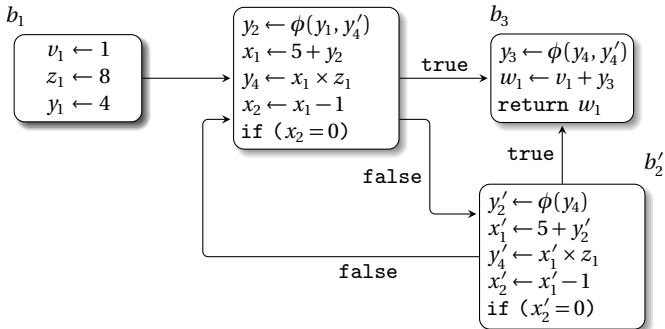 b₁
v₁ ← 1
z₁ ← 8
y₁ ← 4
y₂ ← ϕ(y₁, y₄′)
x₁ ← 5 + y₂
y₄ ← x₁ × z₁
x₂ ← x₁ − 1
if (x₂ = 0)
true
false
b₃
y₃ ← ϕ(y₄, y₄′)
w₁ ← v₁ + y₃
return w₁
true
b₂′
y₂′ ← ϕ(y₄)
x₁′ ← 5 + y₂′
y₄′ ← x₁′ × z₁
x₂′ ← x₁′ − 1
if (x₂′ = 0)
false